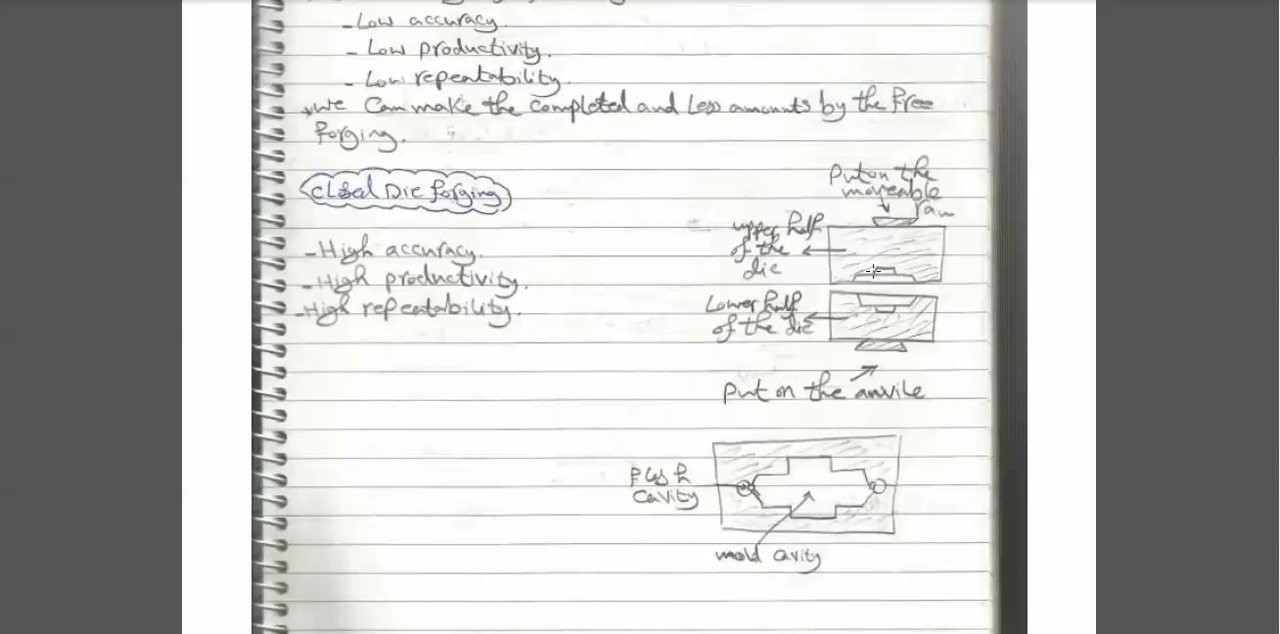 -Low accuracy.
- Low productivity.
- Low repeatability.
*we Can make the completed and Less amounts by the Free
forging.
closed Die forging
-High accuracy.
-High productivity.
-High repeatability.
Put on the
moveable
ram
upper half
of the
die
Lower half
of the die
Put on the anvile
Flash
Cavity
mold cavity